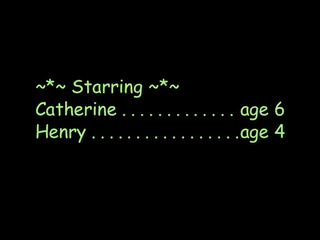 ~*~ Starring ~*~
Catherine . . . . . . . . . . . . . age 6
Henry . . . . . . . . . . . . . . . . .age 4